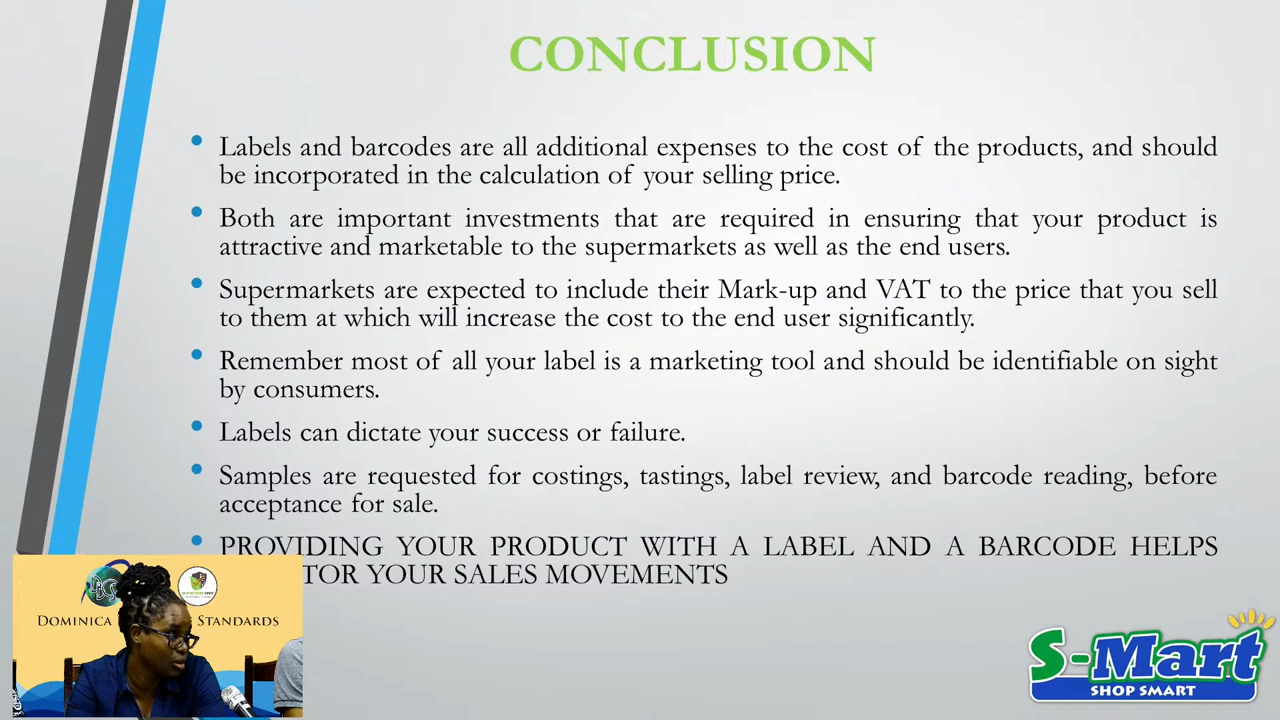 CONCLUSION
• Labels and barcodes are all additional expenses to the cost of the products, and should
be incorporated in the calculation of your selling price.
• Both are important investments that are required in ensuring that your product is
attractive and marketable to the supermarkets as well as the end users.
• Supermarkets are expected to include their Mark-up and VAT to the price that you sell
to them at which will increase the cost to the end user significantly.
• Remember most of all your label is a marketing tool and should be identifiable on sight
by consumers.
• Labels can dictate your success or failure.
• Samples are requested for costings, tastings, label review, and barcode reading, before
acceptance for sale.
• PROVIDING YOUR PRODUCT WITH A LABEL AND A BARCODE HELPS
TOR YOUR SALES MOVEMENTS
DOMINICA STANDARDS
S-Mart
SHOP SMART